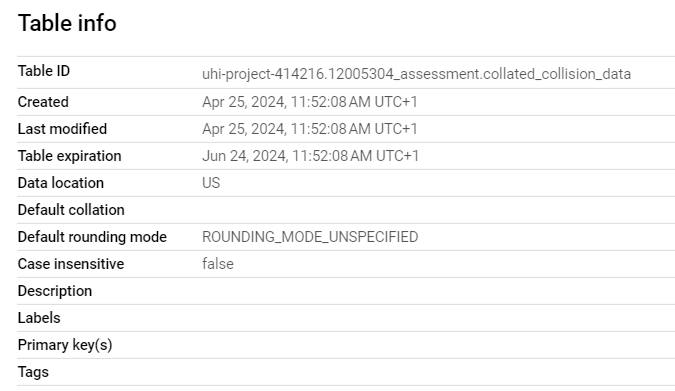 Table info
Table ID uhi-project-414216.12005304_assessment.collated_collision_data
Created Apr 25, 2024, 11:52:08 AM UTC+1
Last modified Apr 25, 2024, 11:52:08 AM UTC+1
Table expiration Jun 24, 2024, 11:52:08 AM UTC+1
Data location US
Default collation
Default rounding mode ROUNDING_MODE_UNSPECIFIED
Case insensitive false
Description
Labels
Primary key(s)
Tags